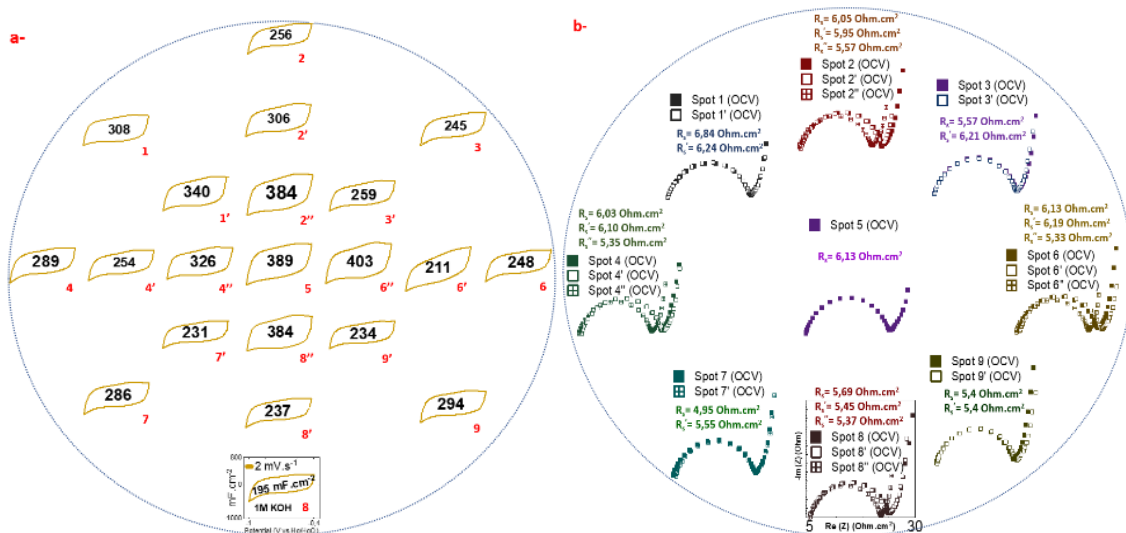 a-
256
2
308
1
306
2'
245
3
340
1'
384
2''
259
3'
289
4
254
4'
326
4''
389
5
403
6''
211
6'
248
6
231
7'
384
8''
234
9'
286
7
237
8'
294
9
800
0
1000
mF.cm⁻²
2 mV.s⁻¹
195 mF.cm⁻²
1M KOH
8
Potential (V vs Hg/HgO)
b-
Rs= 6,05 Ohm.cm²
Rs'= 5,95 Ohm.cm²
Rs''= 5,57 Ohm.cm²
Spot 2 (OCV)
Spot 2' (OCV)
Spot 2'' (OCV)
Spot 1 (OCV)
Spot 1' (OCV)
Rs= 6,84 Ohm.cm²
Rs'= 6,24 Ohm.cm²
Spot 3 (OCV)
Spot 3' (OCV)
Rs= 5,57 Ohm.cm²
Rs'= 6,21 Ohm.cm²
Rs= 6,03 Ohm.cm²
Rs'= 6,10 Ohm.cm²
Rs''= 5,35 Ohm.cm²
Spot 4 (OCV)
Spot 4' (OCV)
Spot 4'' (OCV)
Spot 5 (OCV)
Rs= 6,13 Ohm.cm²
Rs= 6,13 Ohm.cm²
Rs'= 6,19 Ohm.cm²
Rs''= 5,33 Ohm.cm²
Spot 6 (OCV)
Spot 6' (OCV)
Spot 6'' (OCV)
Spot 7 (OCV)
Spot 7' (OCV)
Rs= 4,95 Ohm.cm²
Rs'= 5,55 Ohm.cm²
Rs= 5,69 Ohm.cm²
Rs'= 5,45 Ohm.cm²
Rs''= 5,37 Ohm.cm²
Spot 8 (OCV)
Spot 8' (OCV)
Spot 8'' (OCV)
-Im (Z) (Ohm)
5
Re (Z) (Ohm.cm²)
30
Spot 9 (OCV)
Spot 9' (OCV)
Rs= 5,4 Ohm.cm²
Rs'= 5,4 Ohm.cm²